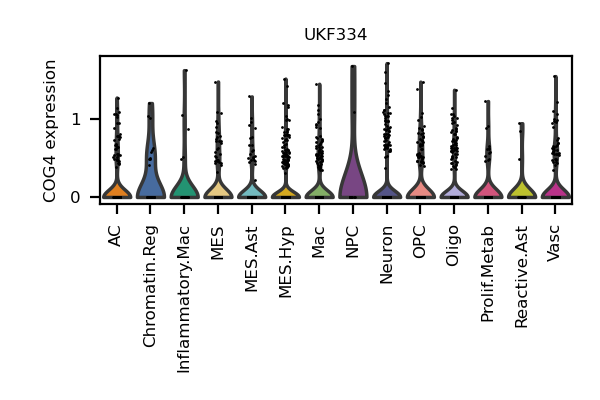 UKF334
COG4 expression
1
0
AC
Chromatin.Reg
Inflammatory.Mac
MES
MES.Ast
MES.Hyp
Mac
NPC
Neuron
OPC
Oligo
Prolif.Metab
Reactive.Ast
Vasc